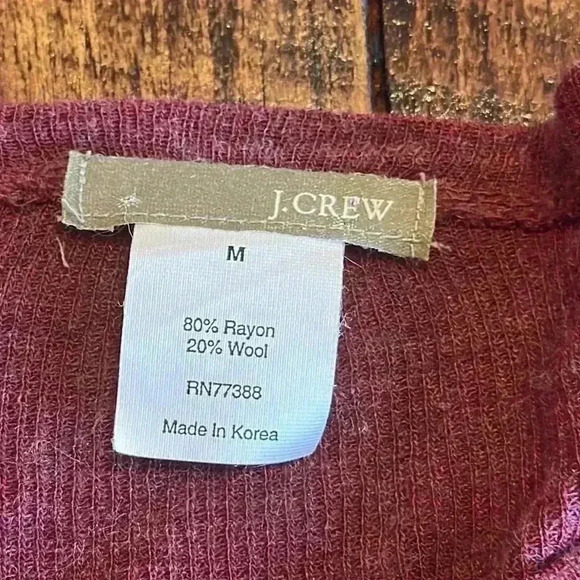 J.CREW
M
80% Rayon
20% Wool
RN77388
Made In Korea